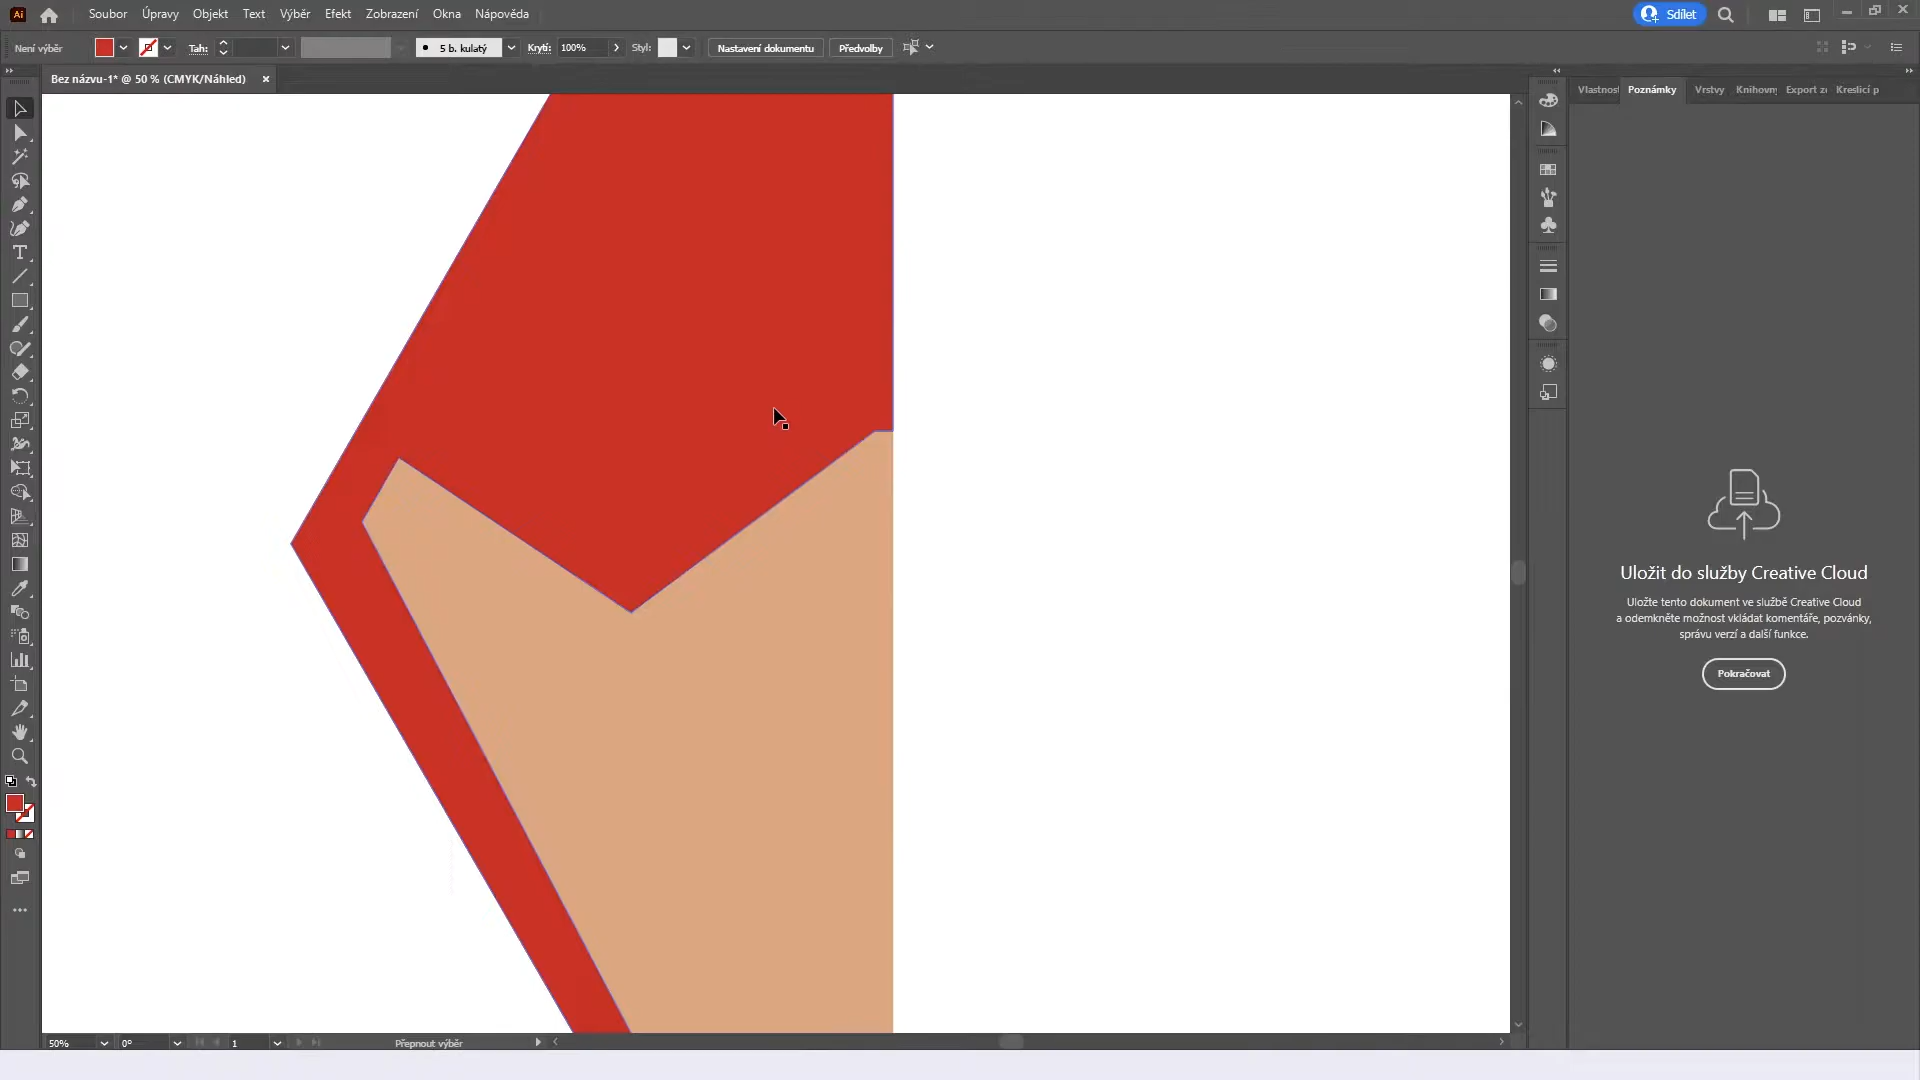 Ai Soubor Úpravy Objekt Text Výběr Efekt Zobrazení Okna Nápověda Sdílet
Není výběr Tah: 5 b. kulatý Krytí: 100% Styl: Nastavení dokumentu Předvolby
Bez názvu-1* @ 50 % (CMYK/Náhled)
Vlastnost Poznámky Vrstvy Knihovny Export zd Kreslicí p
Uložit do služby Creative Cloud
Uložte tento dokument ve službě Creative Cloud
a odemkněte možnost vkládat komentáře, pozvánky,
správu verzí a další funkce.
Pokračovat
50% 0° 1 Přepnout výběr